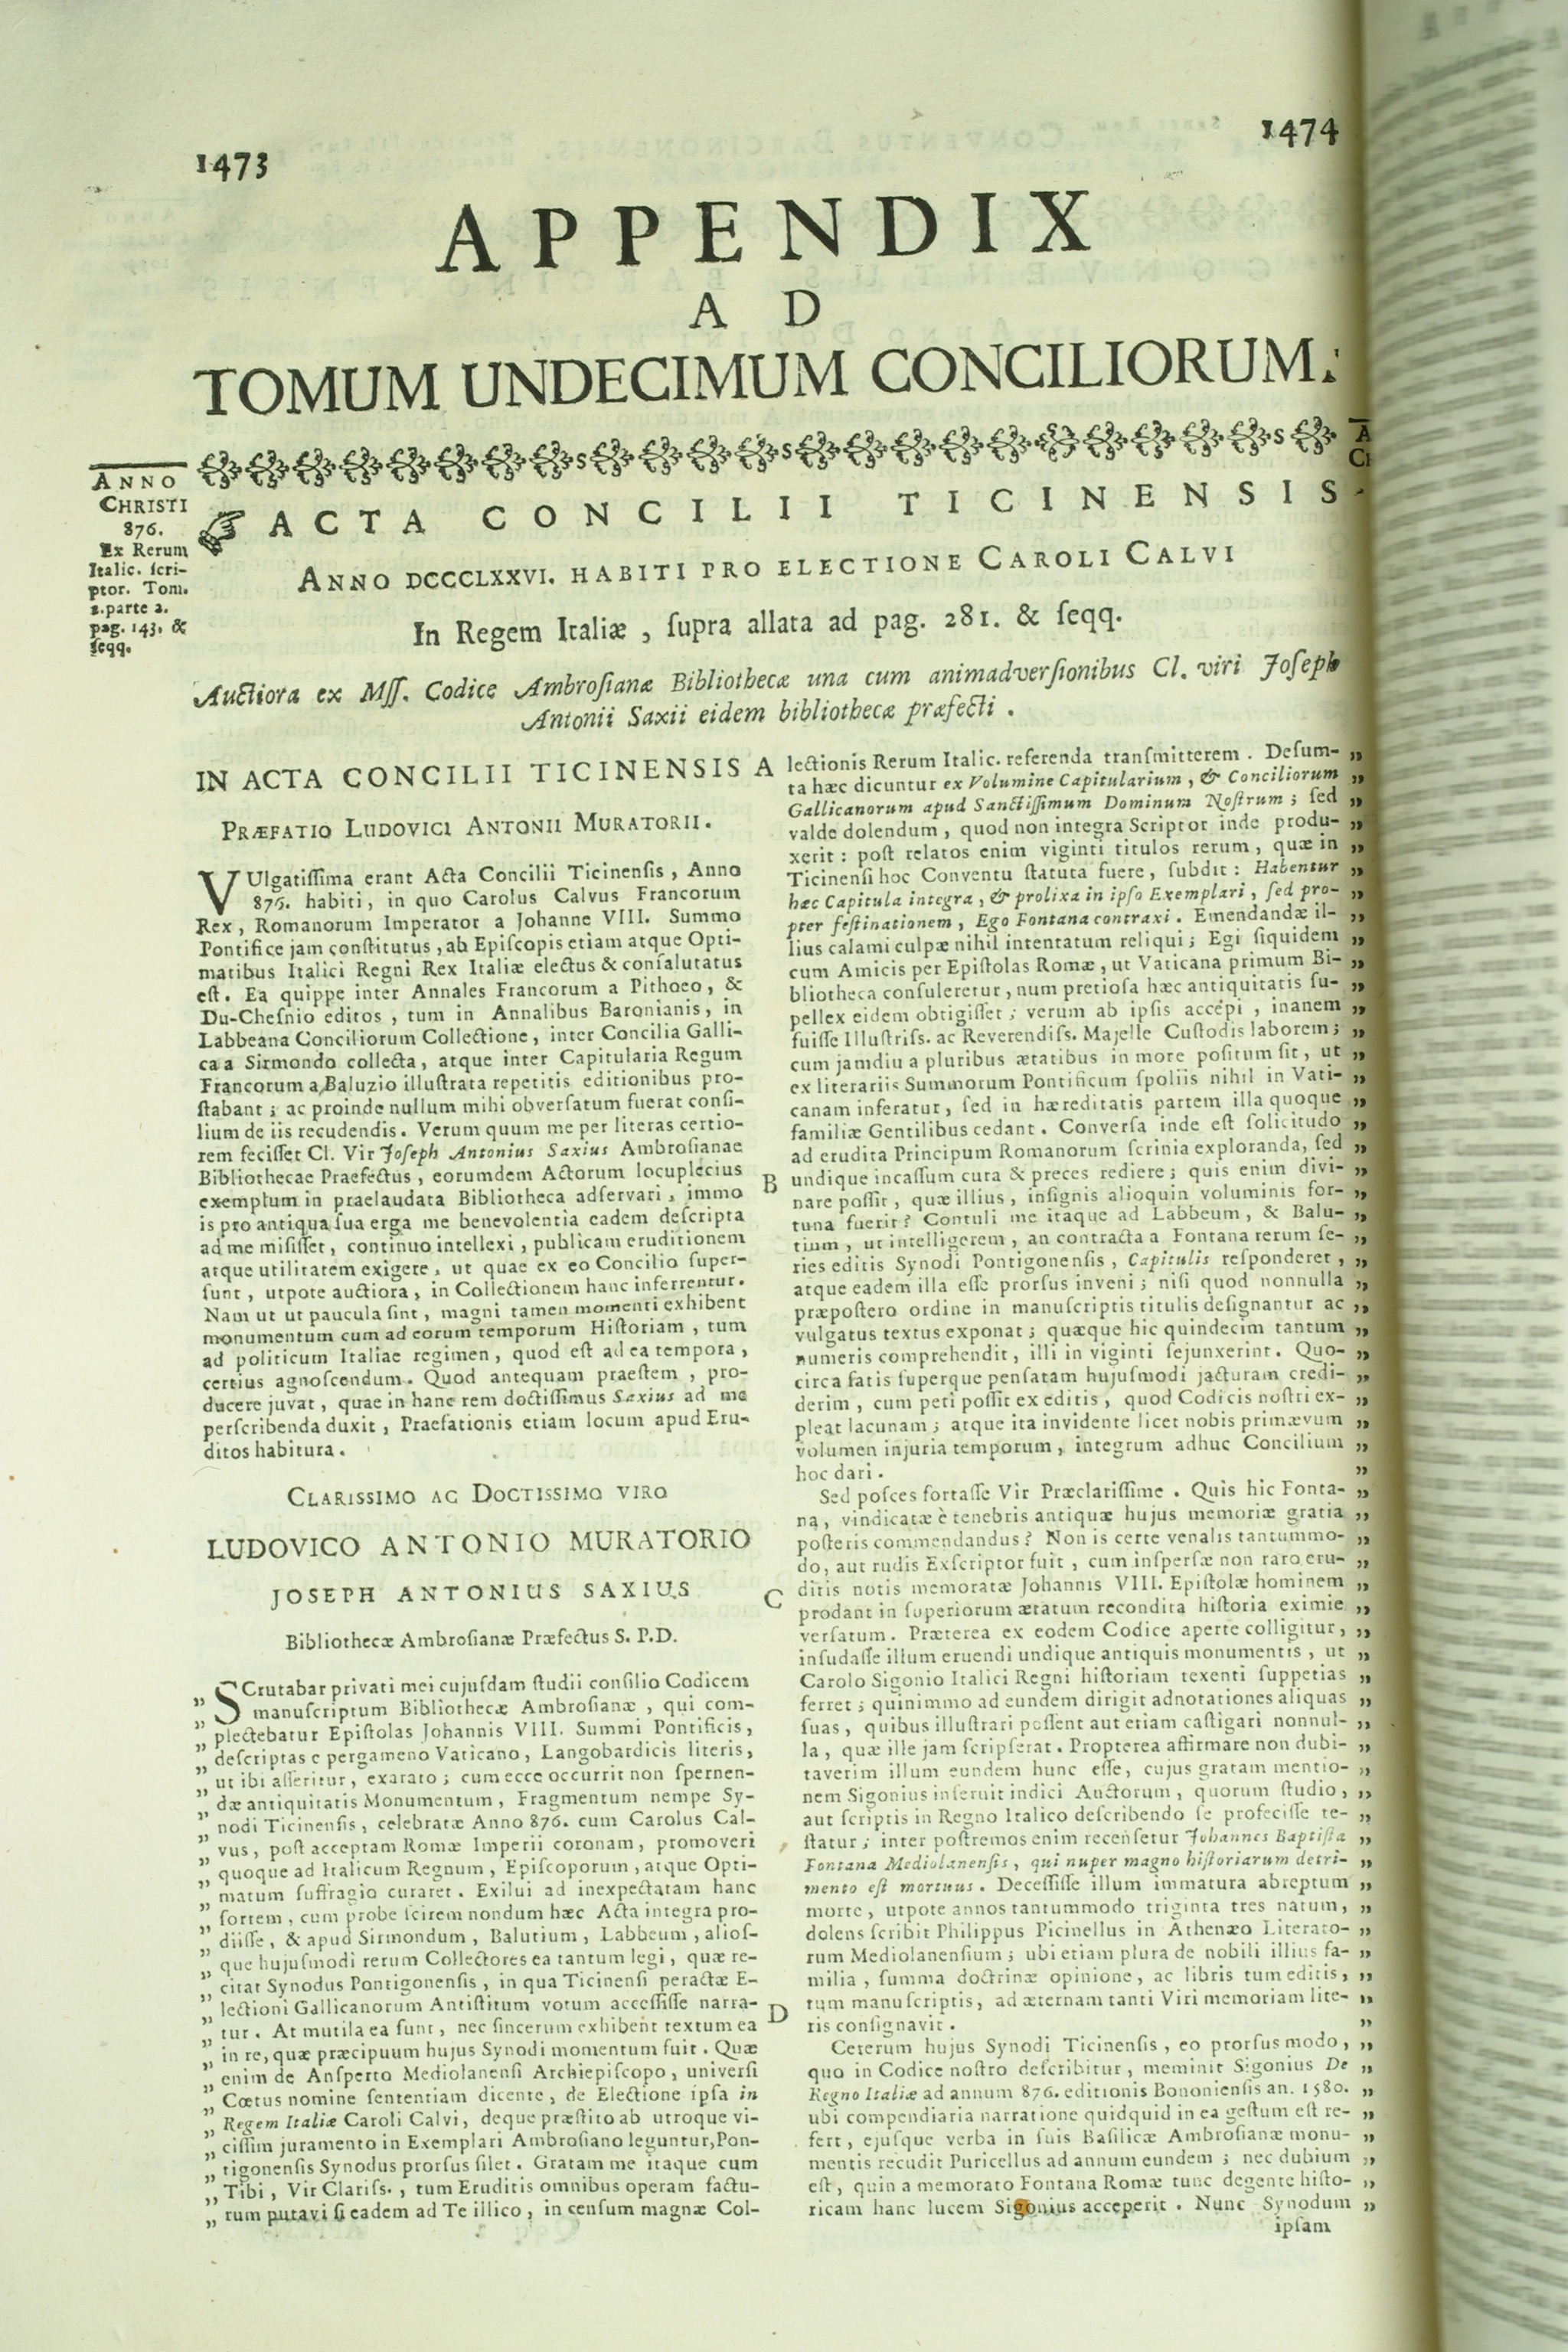 1473
1474
APPENDIX
AD
TOMUM UNDECIMUM CONCILIORUM.
ANNO
CHRISTI
876.
Ex Rerum
Italic. ſcri-
ptor. Tom.
2. parte 2.
pag. 143. &
ſeqq.
ACTA CONCILII TICINENSIS
ANNO DCCCLXXVI. HABITI PRO ELECTIONE CAROLI CALVI
In Regem Italiæ, ſupra allata ad pag. 281. & ſeqq.
Auctiora ex Mſſ. Codice Ambroſianæ Bibliothecæ una cum animadverſionibus Cl. viri Joſeph
Antonii Saxii eidem bibliothecæ præfecti.
IN ACTA CONCILII TICINENSIS
PRÆFATIO LUDOVICI ANTONII MURATORII.
VUlgatiſſima erant Acta Concilii Ticinenſis, Anno
876. habiti, in quo Carolus Calvus Francorum
Rex, Romanorum Imperator a Johanne VIII. Summo
Pontifice jam conſtitutus, ab Epiſcopis etiam atque Opti-
matibus Italici Regni Rex Italiæ electus & conſalutatus
eſt. Ea quippe inter Annales Francorum a Pithoeo, &
Du-Cheſnio editos, tum in Annalibus Baronianis, in
Labbeana Conciliorum Collectione, inter Concilia Galli-
ca a Sirmondo collecta, atque inter Capitularia Regum
Francorum a Baluzio illuſtrata repetitis editionibus pro-
ſtabant; ac proinde nullum mihi obverſatum fuerat conſi-
lium de iis recudendis. Verum quum me per literas certio-
rem feciſſet Cl. Vir Joſeph Antonius Saxius Ambroſianae
Bibliothecae Praefectus, eorumdem Actorum locuplecius
exemplum in praelaudata Bibliotheca adſervari, immo
is pro antiqua ſua erga me benevolentia eadem deſcripta
ad me miſiſſet, continuo intellexi, publicam eruditionem
atque utilitatem exigere, ut quae ex eo Concilio ſuper-
ſunt, utpote auctiora, in Collectionem hanc inferrentur.
Nam ut ut paucula ſint, magni tamen momenti exhibent
monumentum cum ad eorum temporum Hiſtoriam, tum
ad politicum Italiae regimen, quod eſt ad ea tempora,
certius agnoſcendum. Quod antequam praeſtem, pro-
ducere juvat, quae in hanc rem doctiſſimus Saxius ad me
perſcribenda duxit, Praefationis etiam locum apud Eru-
ditos habitura.
CLARISSIMO AC DOCTISSIMO VIRO
LUDOVICO ANTONIO MURATORIO
JOSEPH ANTONIUS SAXIUS
Bibliothecæ Ambroſianæ Præfectus S. P. D.
SCrutabar privati mei cujuſdam ſtudii conſilio Codicem
„ manuſcriptum Bibliothecæ Ambroſianæ, qui com-
„ plectebatur Epiſtolas Johannis VIII. Summi Pontificis,
„ deſcriptas e pergameno Vaticano, Langobardicis literis,
„ ut ibi aſſeritur, exarato; cum ecce occurrit non ſpernen-
„ dæ antiquitatis Monumentum, Fragmentum nempe Sy-
„ nodi Ticinenſis, celebratæ Anno 876. cum Carolus Cal-
„ vus, poſt acceptam Romæ Imperii coronam, promoveri
„ quoque ad Italicum Regnum, Epiſcoporum, atque Opti-
„ matum ſuffragio curaret. Exilui ad inexpectatam hanc
„ ſortem, cum probe ſcirem nondum hæc Acta integra pro-
„ diiſſe, & apud Sirmondum, Balutium, Labbeum, alioſ-
„ que hujuſmodi rerum Collectores ea tantum legi, quæ re-
„ citat Synodus Pontigonenſis, in qua Ticinenſi peractæ E-
„ lectioni Gallicanorum Antiſtitum votum acceſſiſſe narra-
„ tur. At mutila ea ſunt, nec ſincerum exhibent textum ea
„ in re, quæ præcipuum hujus Synodi momentum fuit. Quæ
„ enim de Anſperto Mediolanenſi Archiepiſcopo, univerſi
„ Cœtus nomine ſententiam dicente, de Electione ipſa in
„ Regem Italiæ Caroli Calvi, deque præſtito ab utroque vi-
„ ciſſim juramento in Exemplari Ambroſiano leguntur, Pon-
„ tigonenſis Synodus prorſus ſilet. Gratam me itaque cum
„ Tibi, Vir Clariſſ., tum Eruditis omnibus operam factu-
„ rum putavi ſi eadem ad Te illico, in cenſum magnæ Col-
A
B
C
D
lectionis Rerum Italic. referenda tranſmitterem. Deſum- „
ta hæc dicuntur ex Volumine Capitularium, & Conciliorum „
Gallicanorum apud Sanctiſſimum Dominum Noſtrum; ſed „
valde dolendum, quod non integra Scriptor inde produ- „
xerit: poſt relatos enim viginti titulos rerum, quæ in „
Ticinenſi hoc Conventu ſtatuta fuere, ſubdit: Habentur „
hæc Capitula integra, & prolixa in ipſo Exemplari, ſed pro- „
pter feſtinationem, Ego Fontana contraxi. Emendandæ il- „
lius calami culpæ nihil intentatum reliqui; Egi ſiquidem „
cum Amicis per Epiſtolas Romæ, ut Vaticana primum Bi- „
bliotheca conſuleretur, num pretioſa hæc antiquitatis ſu- „
pellex eidem obtigiſſet; verum ab ipſis accepi, inanem „
fuiſſe Illuſtriſſ. ac Reverendiſſ. Majelle Cuſtodis laborem; „
cum jamdiu a pluribus ætatibus in more poſitum ſit, ut „
ex literariis Summorum Pontificum ſpoliis nihil in Vati- „
canam inferatur, ſed in hæreditatis partem illa quoque „
familiæ Gentilibus cedant. Converſa inde eſt ſolicitudo „
ad erudita Principum Romanorum ſcrinia exploranda, ſed „
undique incaſſum cura & preces rediere; quis enim divi- „
nare poſſit, quæ illius, inſignis alioquin voluminis for- „
tuna fuerit? Contuli me itaque ad Labbeum, & Balu- „
tium, ut intelligerem, an contracta a Fontana rerum ſe- „
ries editis Synodi Pontigonenſis, Capitulis reſponderet, „
atque eadem illa eſſe prorſus inveni; niſi quod nonnulla „
præpoſtero ordine in manuſcriptis titulis deſignantur ac „
vulgatus textus exponat; quæque hic quindecim tantum „
numeris comprehendit, illi in viginti ſejunxerint. Quo- „
circa ſatis ſuperque penſatam hujuſmodi jacturam credi- „
derim, cum peti poſſit ex editis, quod Codicis noſtri ex- „
pleat lacunam; atque ita invidente licet nobis primævum „
volumen injuria temporum, integrum adhuc Concilium „
hoc dari. „
Sed poſces fortaſſe Vir Præclariſſime. Quis hic Fonta- „
na, vindicatæ è tenebris antiquæ hujus memoriæ gratia „
poſteris commendandus? Non is certe venalis tantummo- „
do, aut rudis Exſcriptor fuit, cum inſperſæ non raro eru- „
ditis notis memoratæ Johannis VIII. Epiſtolæ hominem „
prodant in ſuperiorum ætatum recondita hiſtoria eximie „
verſatum. Præterea ex eodem Codice aperte colligitur, „
inſudaſſe illum eruendi undique antiquis monumentis, ut „
Carolo Sigonio Italici Regni hiſtoriam texenti ſuppetias „
ferret; quinimmo ad eundem dirigit adnotationes aliquas „
ſuas, quibus illuſtrari poſſent aut etiam caſtigari nonnul- „
la, quæ ille jam ſcripſerat. Propterea affirmare non dubi- „
taverim illum eundem hunc eſſe, cujus gratam mentio- „
nem Sigonius inſeruit indici Auctorum, quorum ſtudio, „
aut ſcriptis in Regno Italico deſcribendo ſe profeciſſe te- „
ſtatur; inter poſtremos enim recenſetur Johannes Baptiſta „
Fontana Mediolanenſis, qui nuper magno hiſtoriarum detri- „
mento eſt mortuus. Deceſſiſſe illum immatura abreptum „
morte, utpote annos tantummodo triginta tres natum, „
dolens ſcribit Philippus Picinellus in Athenæo Literato- „
rum Mediolanenſium; ubi etiam plura de nobili illius fa- „
milia, ſumma doctrinæ opinione, ac libris tum editis, „
tum manuſcriptis, ad æternam tanti Viri memoriam lite- „
ris conſignavit. „
Ceterum hujus Synodi Ticinenſis, eo prorſus modo, „
quo in Codice noſtro deſcribitur, meminit Sigonius De „
Regno Italiæ ad annum 876. editionis Bononienſis an. 1580. „
ubi compendiaria narratione quidquid in ea geſtum eſt re- „
fert, ejuſque verba in ſuis Baſilicæ Ambroſianæ monu- „
mentis recudit Puricellus ad annum eundem; nec dubium „
eſt, quin a memorato Fontana Romæ tunc degente hiſto- „
ricam hanc lucem Sigonius acceperit. Nunc Synodum „
ipſam